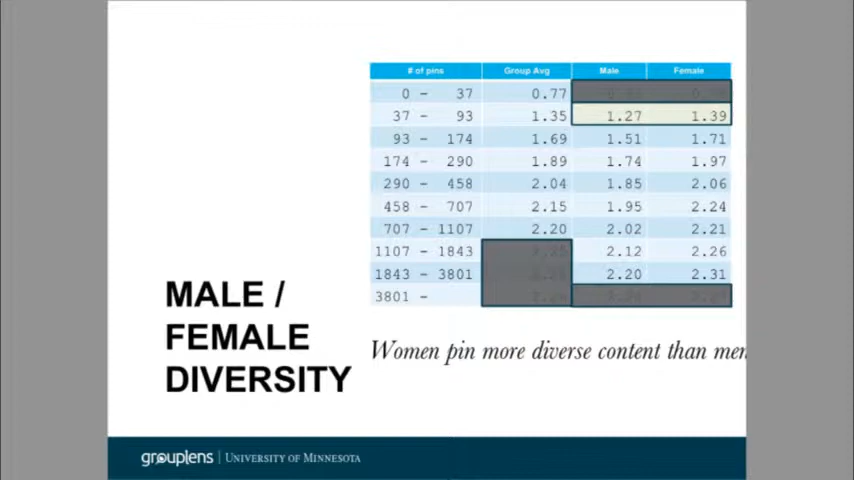 # of pins Group Avg Male Female
0 - 37 0.77
37 - 93 1.35 1.27 1.39
93 - 174 1.69 1.51 1.71
174 - 290 1.89 1.74 1.97
290 - 458 2.04 1.85 2.06
458 - 707 2.15 1.95 2.24
707 - 1107 2.20 2.02 2.21
1107 - 1843 2.12 2.26
1843 - 3801 2.20 2.31
3801 -
MALE /
FEMALE
DIVERSITY
Women pin more diverse content than men
grouplens | UNIVERSITY OF MINNESOTA